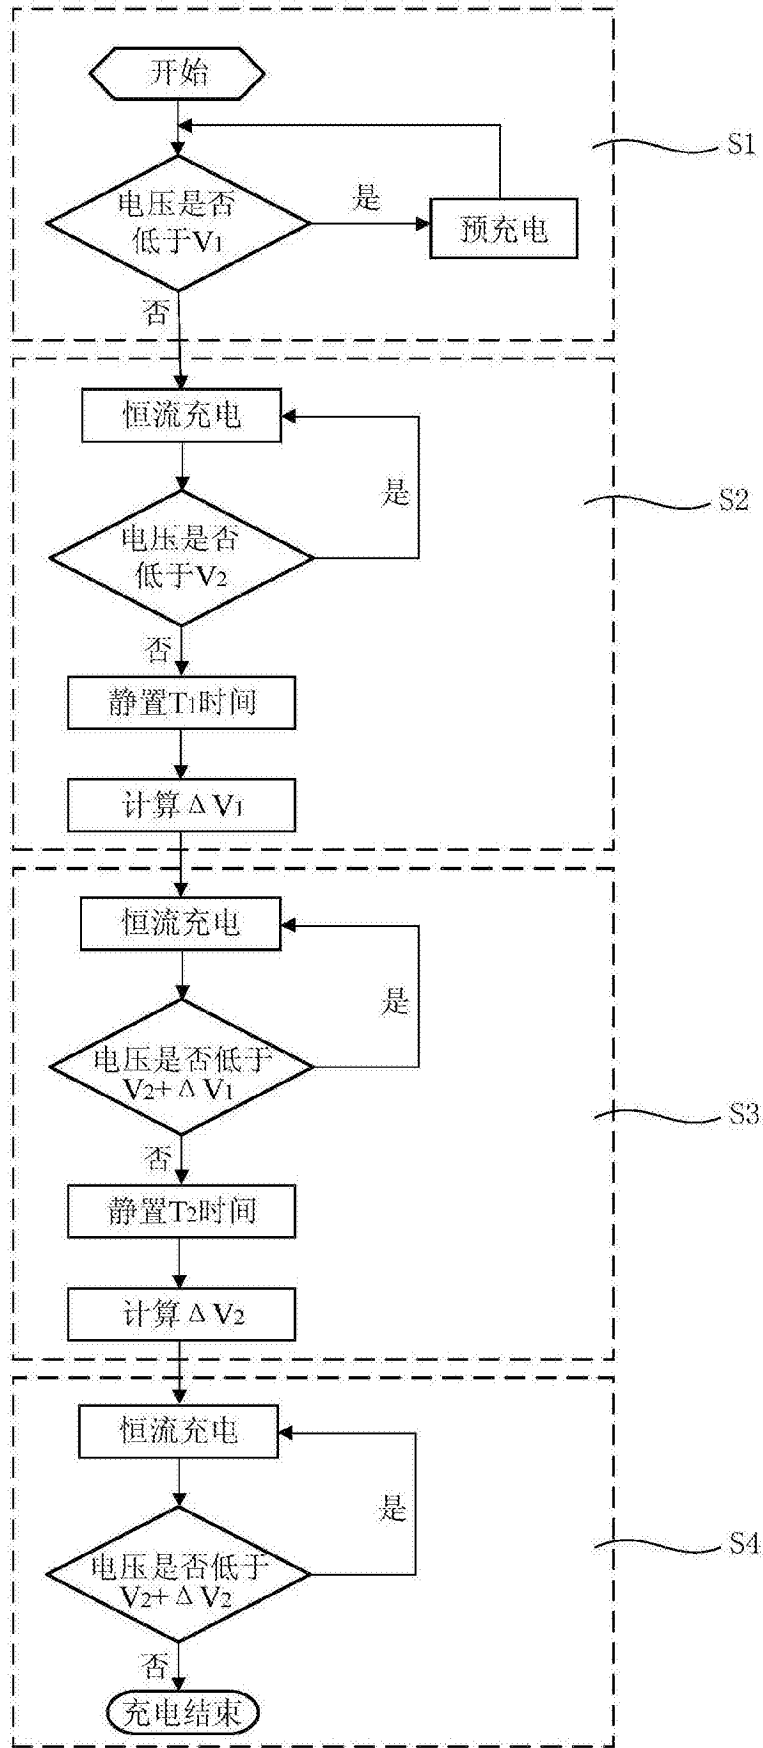 开始
S1
电压是否
低于V1
是
预充电
否
恒流充电
是
S2
电压是否
低于V2
否
静置T1时间
计算ΔV1
恒流充电
是
电压是否低于
V2+ΔV1
S3
否
静置T2时间
计算ΔV2
恒流充电
是
S4
电压是否低于
V2+ΔV2
否
充电结束